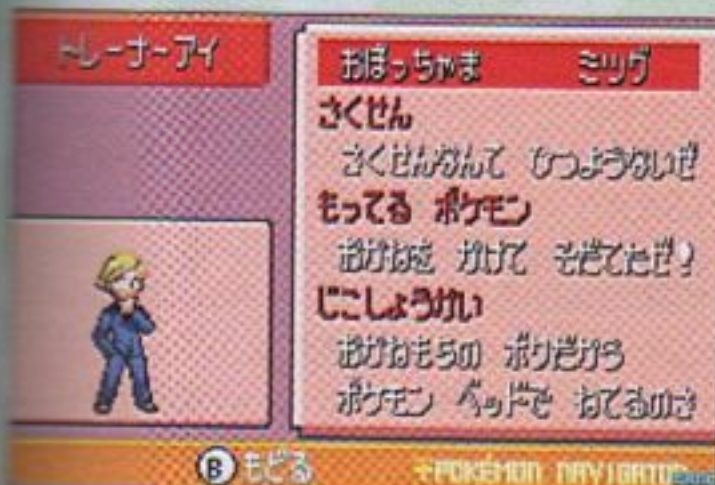 トレーナーアイ
おぼっちゃま ミツグ
さくせん
さくせんなんて ひつようないぜ
もってる ポケモン
おかねを かけて そだてたぜ!
じこしょうかい
おかねもちの ボクだから
ポケモン ベッドで ねてるのさ
Bもどる
POKéMON NAVIGATOR